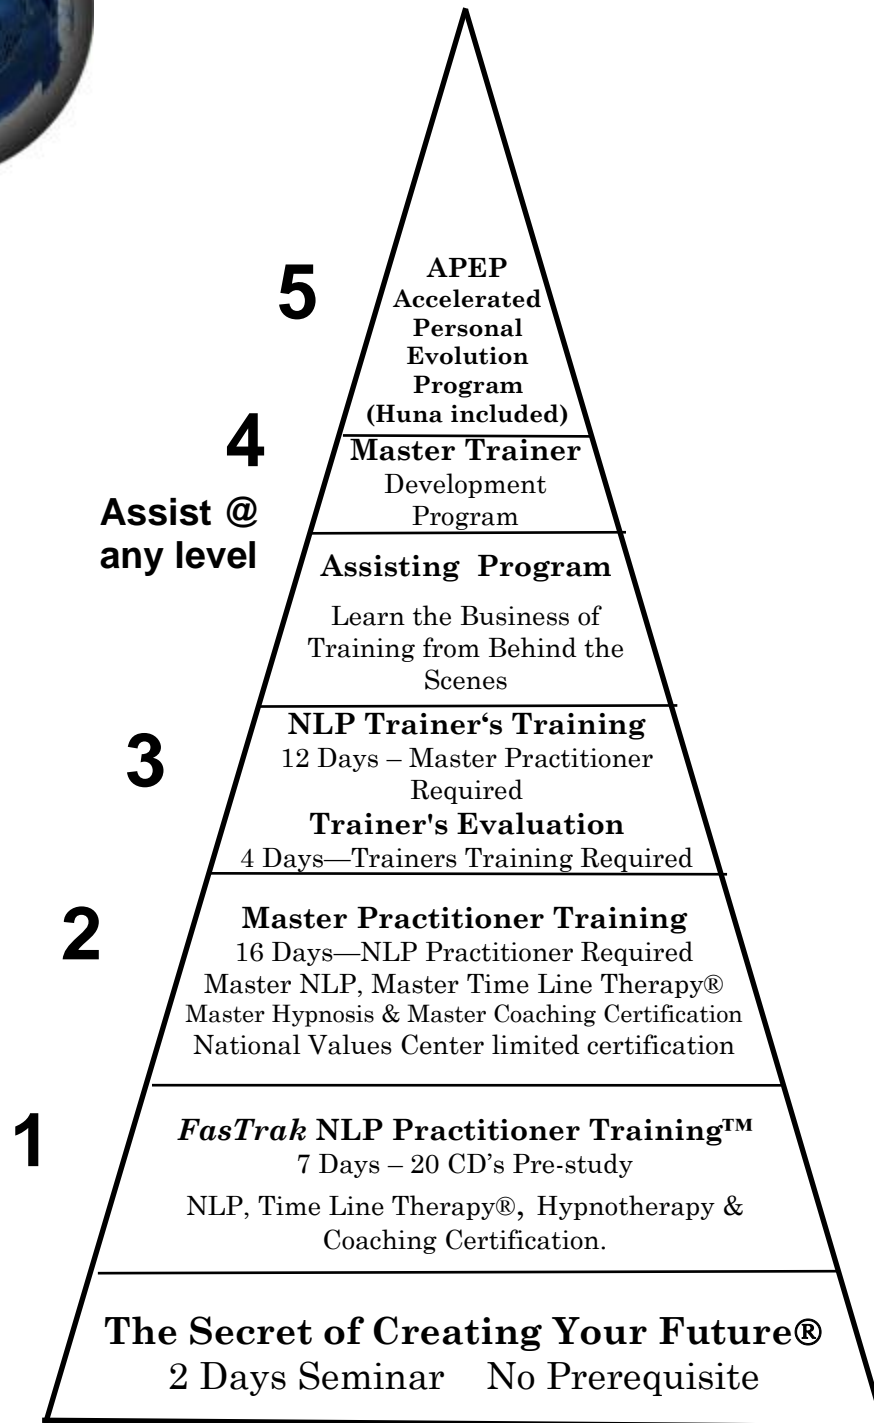 5
APEP
Accelerated
Personal
Evolution
Program
(Huna included)
4
Master Trainer
Development
Program
Assist @
any level
Assisting Program
Learn the Business of
Training from Behind the
Scenes
3
NLP Trainer‘s Training
12 Days – Master Practitioner
Required
Trainer's Evaluation
4 Days—Trainers Training Required
2
Master Practitioner Training
16 Days—NLP Practitioner Required
Master NLP, Master Time Line Therapy®
Master Hypnosis & Master Coaching Certification
National Values Center limited certification
1
FasTrak NLP Practitioner Training™
7 Days – 20 CD’s Pre-study
NLP, Time Line Therapy®, Hypnotherapy &
Coaching Certification.
The Secret of Creating Your Future®
2 Days Seminar No Prerequisite